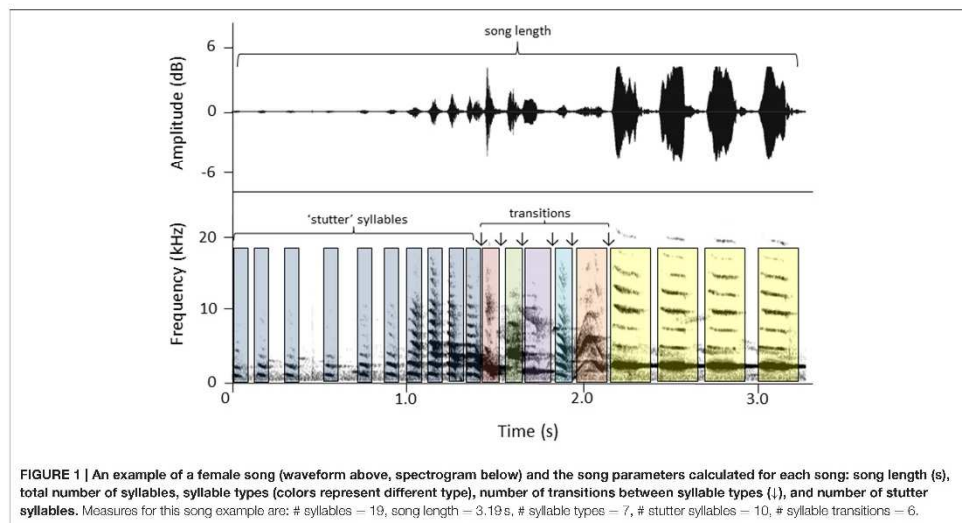 song length
6
0
-6
Amplitude (dB)
'stutter' syllables
transitions
↓ ↓ ↓ ↓ ↓ ↓
20
10
0
Frequency (kHz)
0 1.0 2.0 3.0
Time (s)
FIGURE 1 | An example of a female song (waveform above, spectrogram below) and the song parameters calculated for each song: song length (s),
total number of syllables, syllable types (colors represent different type), number of transitions between syllable types (↓), and number of stutter
syllables. Measures for this song example are: # syllables = 19, song length = 3.19 s, # syllable types = 7, # stutter syllables = 10, # syllable transitions = 6.